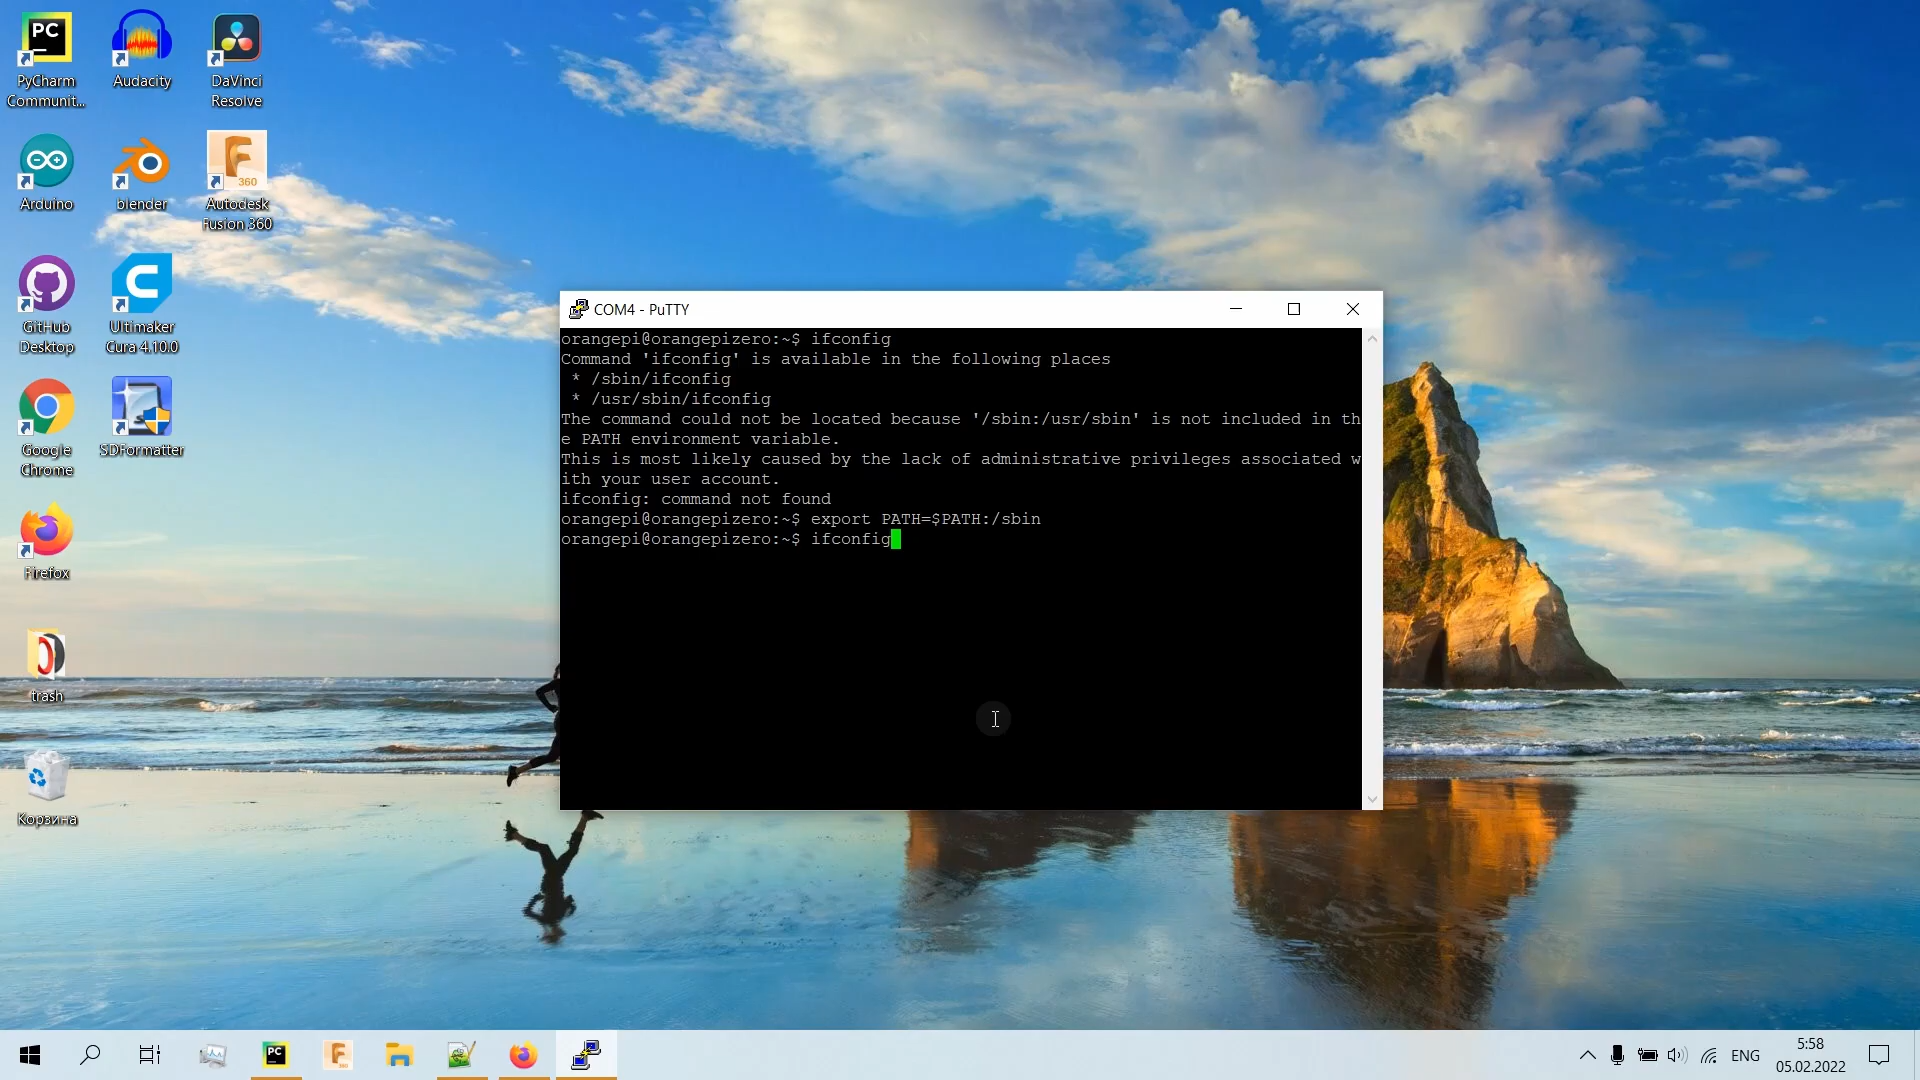 PC
PyCharm
Communit...
Audacity
DaVinci
Resolve
Arduino
blender
360
Autodesk
Fusion 360
GitHub
Desktop
Ultimaker
Cura 4.10.0
Google
Chrome
SDFormatter
Firefox
trash
Корзина
COM4 - PuTTY
orangepi@orangepizero:~$ ifconfig
Command 'ifconfig' is available in the following places
* /sbin/ifconfig
* /usr/sbin/ifconfig
The command could not be located because '/sbin:/usr/sbin' is not included in th
e PATH environment variable.
This is most likely caused by the lack of administrative privileges associated w
ith your user account.
ifconfig: command not found
orangepi@orangepizero:~$ export PATH=$PATH:/sbin
orangepi@orangepizero:~$ ifconfig
PC
ENG
5:58
05.02.2022